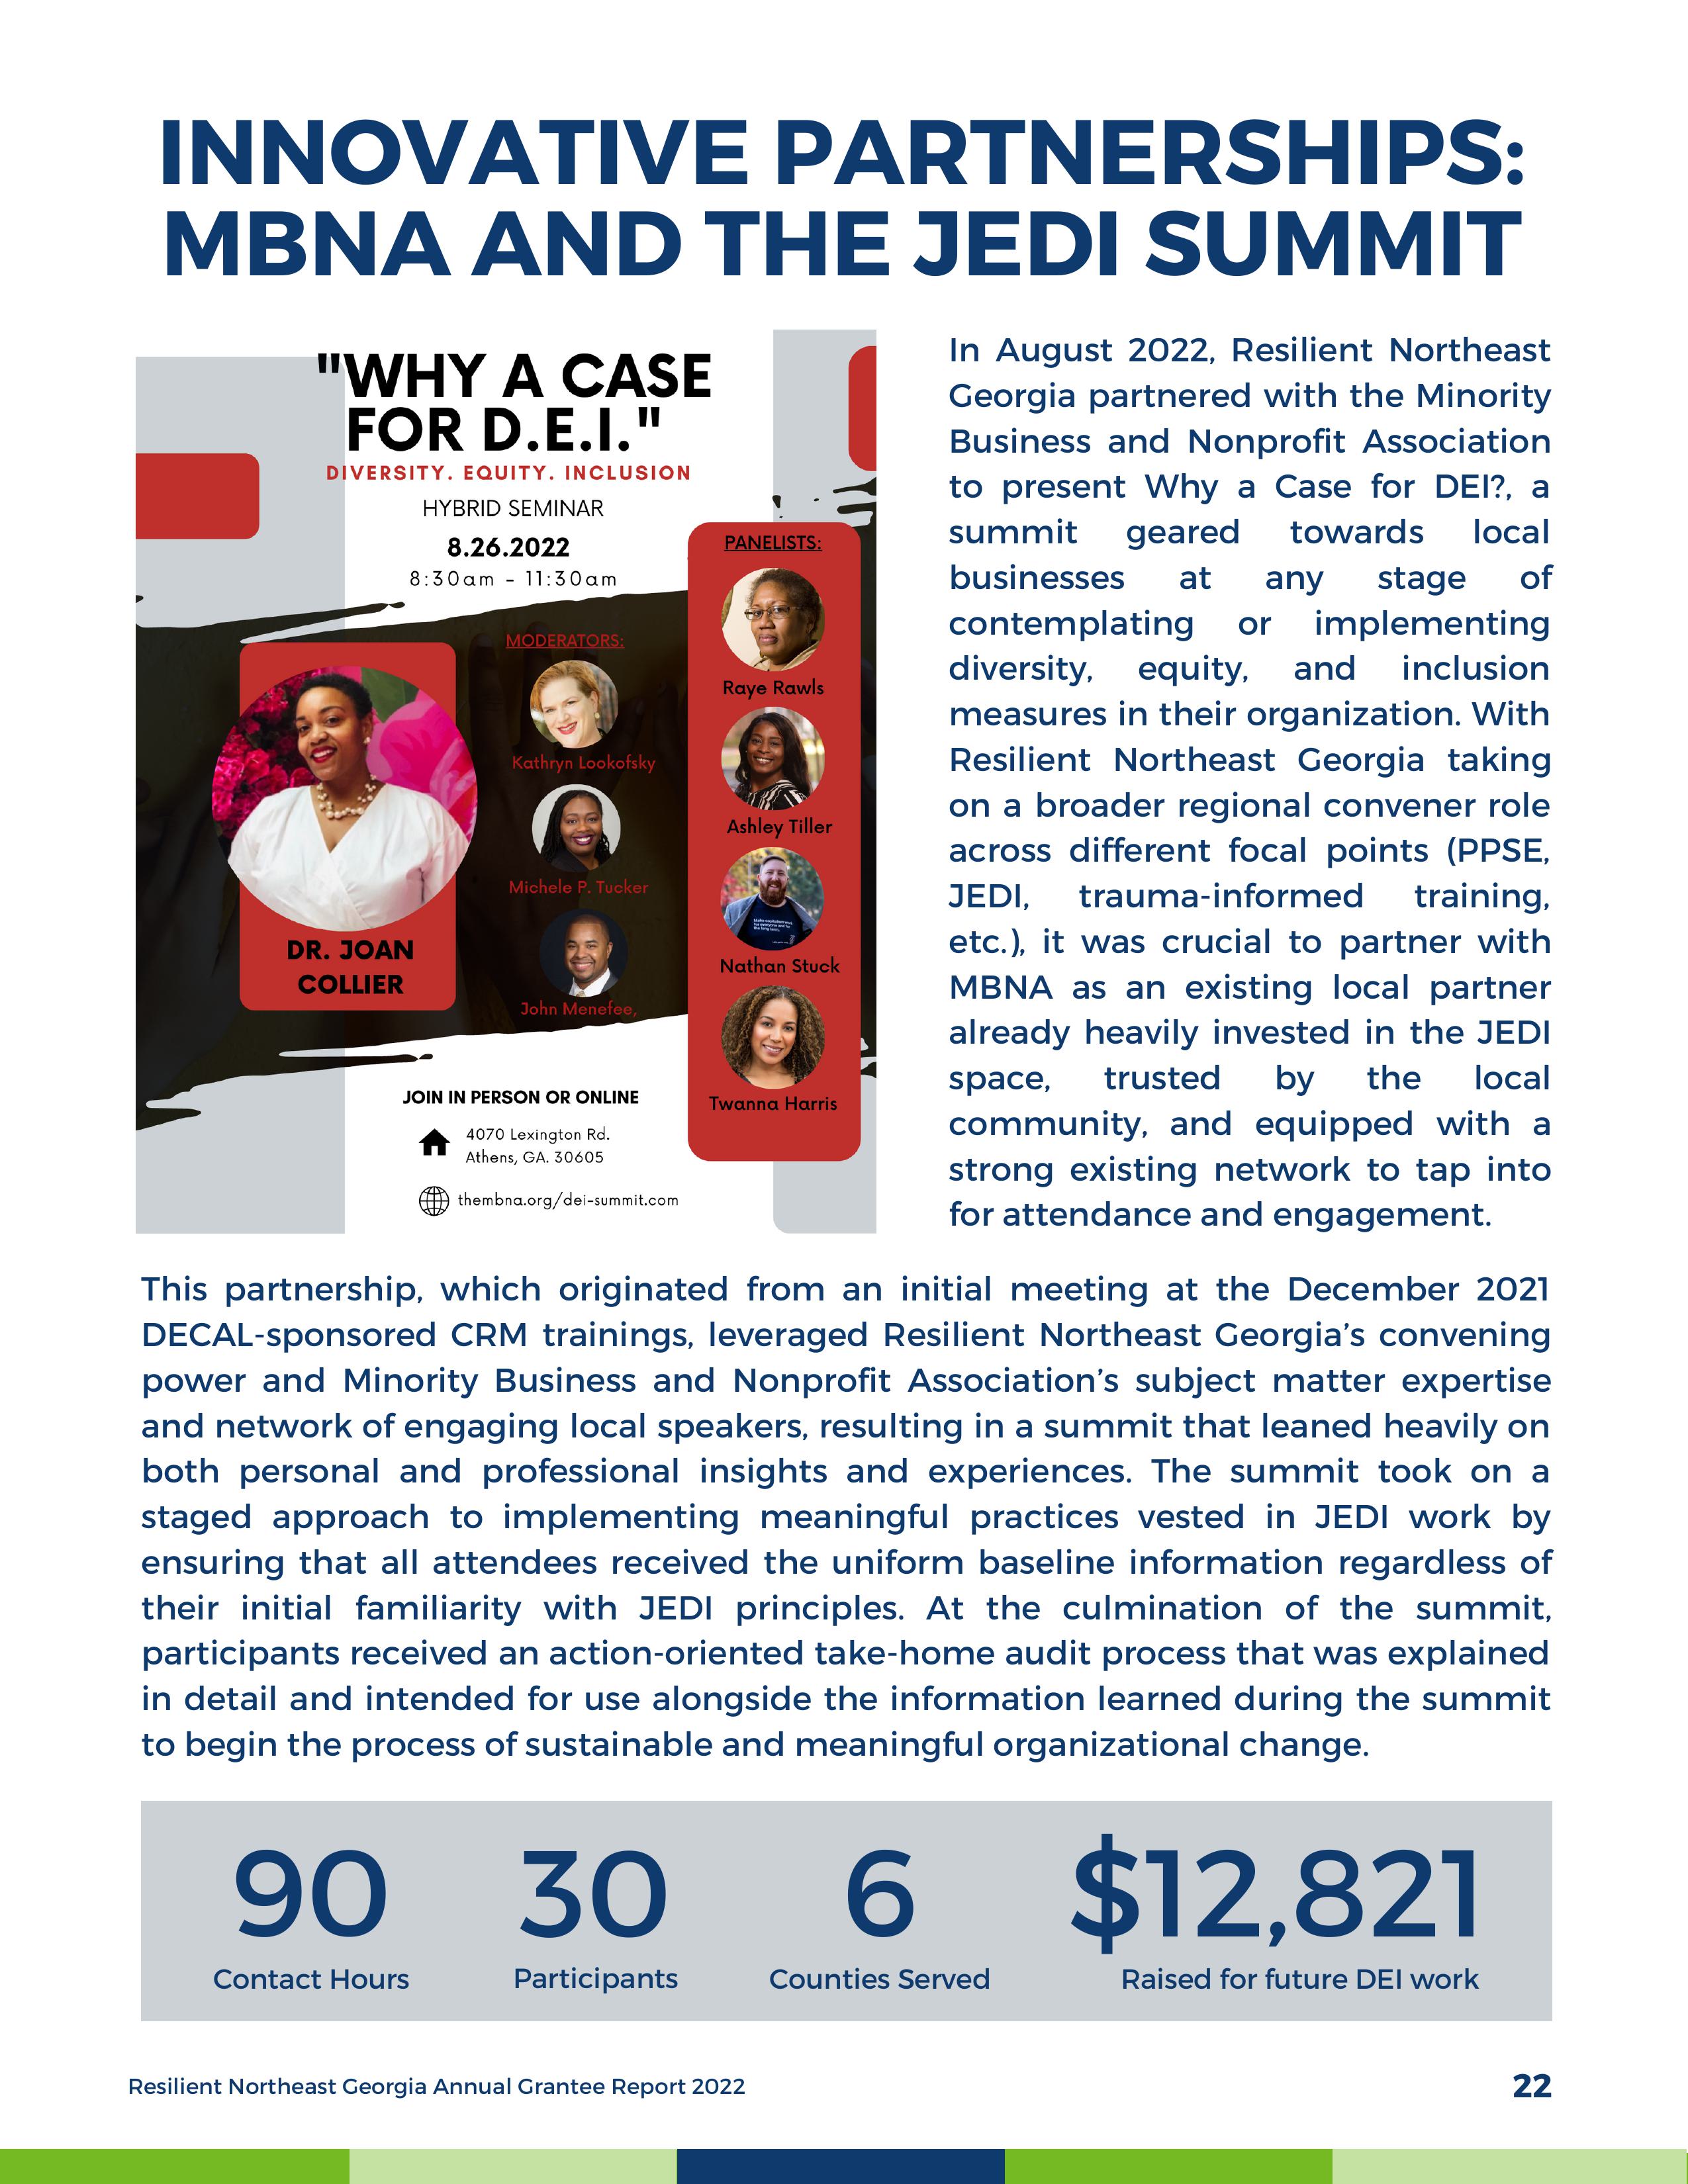 INNOVATIVE PARTNERSHIPS:
MBNA AND THE JEDI SUMMIT
"WHY A CASE
FOR D.E.I."
DIVERSITY. EQUITY. INCLUSION
HYBRID SEMINAR
8.26.2022
8:30am - 11:30am
DR. JOAN
COLLIER
MODERATORS:
Kathryn Lookofsky
Michele P. Tucker
John Menefee,
PANELISTS:
Raye Rawls
Ashley Tiller
Nathan Stuck
Twanna Harris
JOIN IN PERSON OR ONLINE
4070 Lexington Rd.
Athens, GA. 30605
thembna.org/dei-summit.com
In August 2022, Resilient Northeast
Georgia partnered with the Minority
Business and Nonprofit Association
to present Why a Case for DEI?, a
summit geared towards local
businesses at any stage of
contemplating or implementing
diversity, equity, and inclusion
measures in their organization. With
Resilient Northeast Georgia taking
on a broader regional convener role
across different focal points (PPSE,
JEDI, trauma-informed training,
etc.), it was crucial to partner with
MBNA as an existing local partner
already heavily invested in the JEDI
space, trusted by the local
community, and equipped with a
strong existing network to tap into
for attendance and engagement.
This partnership, which originated from an initial meeting at the December 2021
DECAL-sponsored CRM trainings, leveraged Resilient Northeast Georgia's convening
power and Minority Business and Nonprofit Association's subject matter expertise
and network of engaging local speakers, resulting in a summit that leaned heavily on
both personal and professional insights and experiences. The summit took on a
staged approach to implementing meaningful practices vested in JEDI work by
ensuring that all attendees received the uniform baseline information regardless of
their initial familiarity with JEDI principles. At the culmination of the summit,
participants received an action-oriented take-home audit process that was explained
in detail and intended for use alongside the information learned during the summit
to begin the process of sustainable and meaningful organizational change.
90
Contact Hours
30
Participants
6
Counties Served
$12,821
Raised for future DEI work
Resilient Northeast Georgia Annual Grantee Report 2022
22